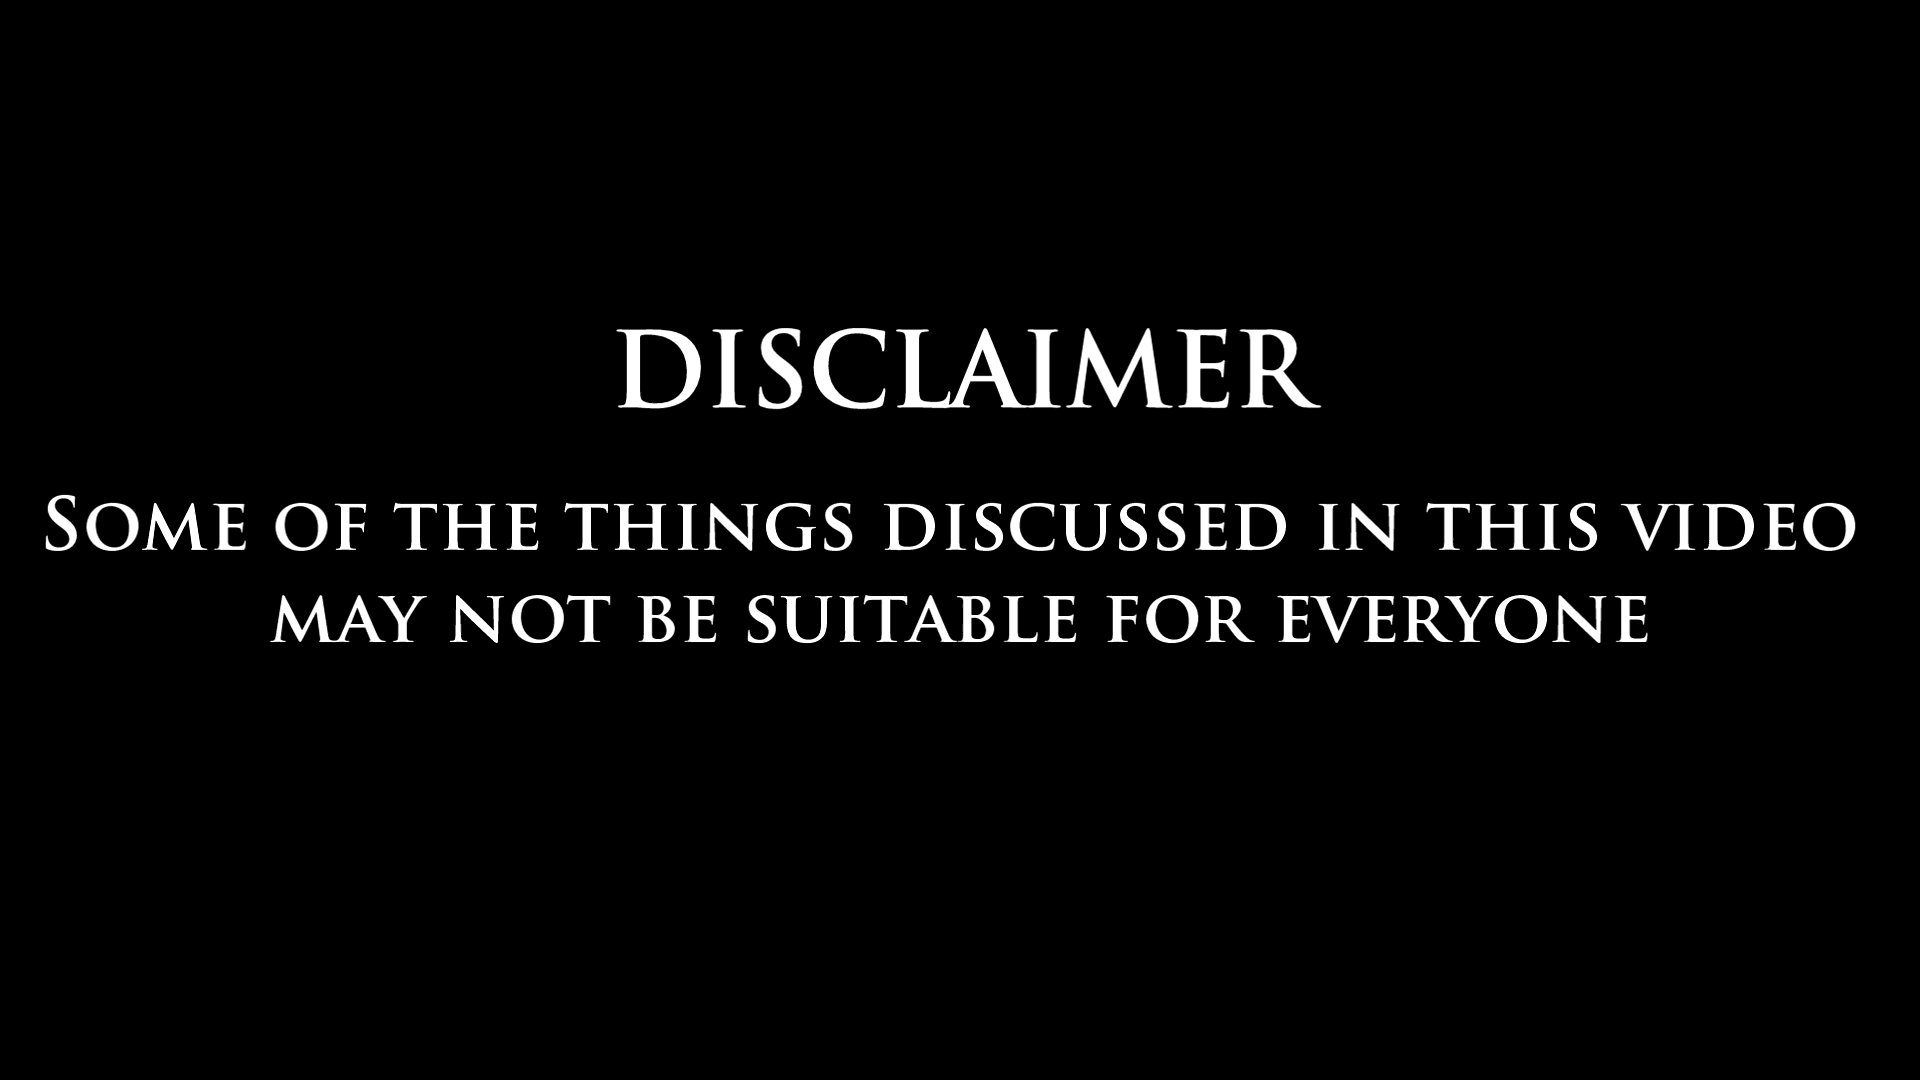 DISCLAIMER
Some of the things discussed in this video
may not be suitable for everyone